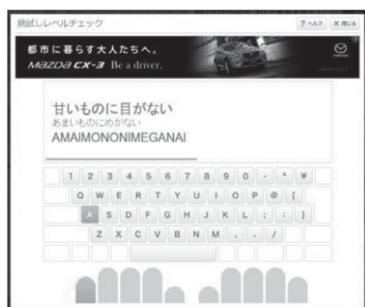 腕試しレベルチェック
? ヘルプ × 閉じる
都市に暮らす大人たちへ。
MAZDA CX-3 Be a driver.
甘いものに目がない
あまいものにめがない
AMAIMONONIMEGANAI
1 2 3 4 5 6 7 8 9 0 - ^ ¥
Q W E R T Y U I O P @ [
A S D F G H J K L ; : ]
Z X C V B N M , . /